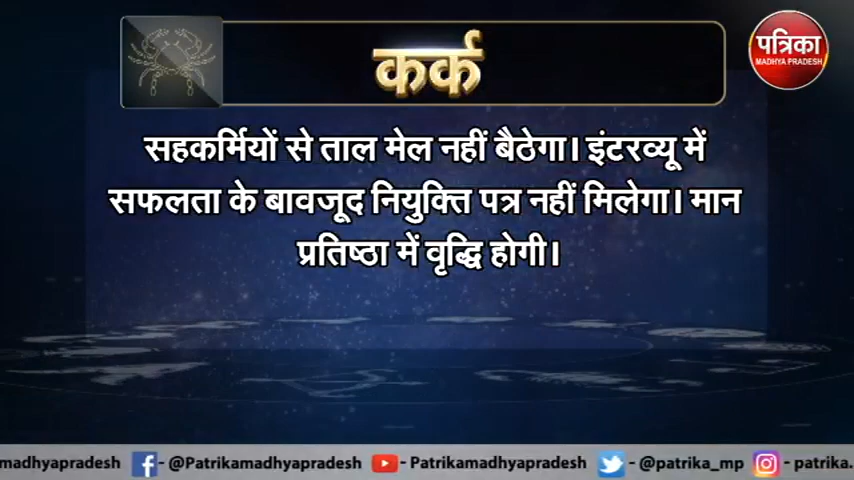 कर्क
पत्रिका
MADHYA PRADESH
सहकर्मियों से ताल मेल नहीं बैठेगा। इंटरव्यू में
सफलता के बावजूद नियुक्ति पत्र नहीं मिलेगा। मान
प्रतिष्ठा में वृद्धि होगी।
madhyapradesh - @Patrikamadhyapradesh - Patrikamadhyapradesh - @patrika_mp - patrika.